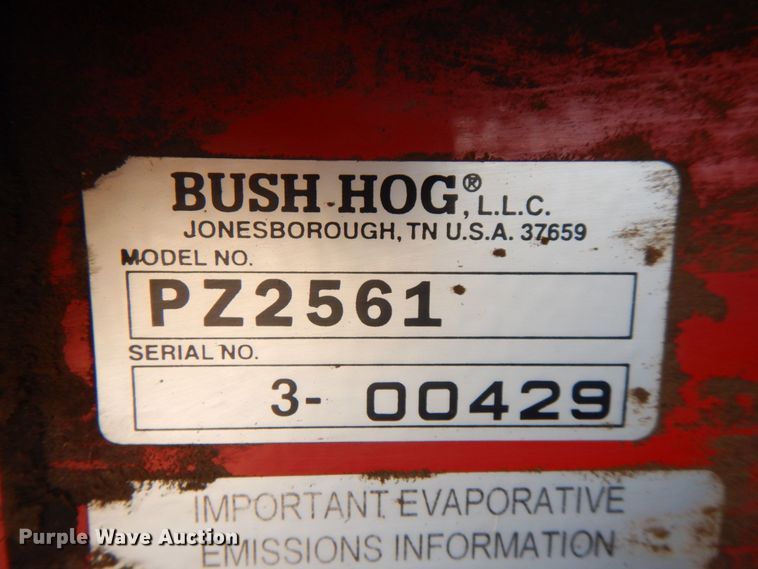 BUSH HOG®, L.L.C.
JONESBOROUGH, TN U.S.A. 37659
MODEL NO.
PZ2561
SERIAL NO.
3- 00429
IMPORTANT EVAPORATIVE
EMISSIONS INFORMATION
Purple Wave Auction